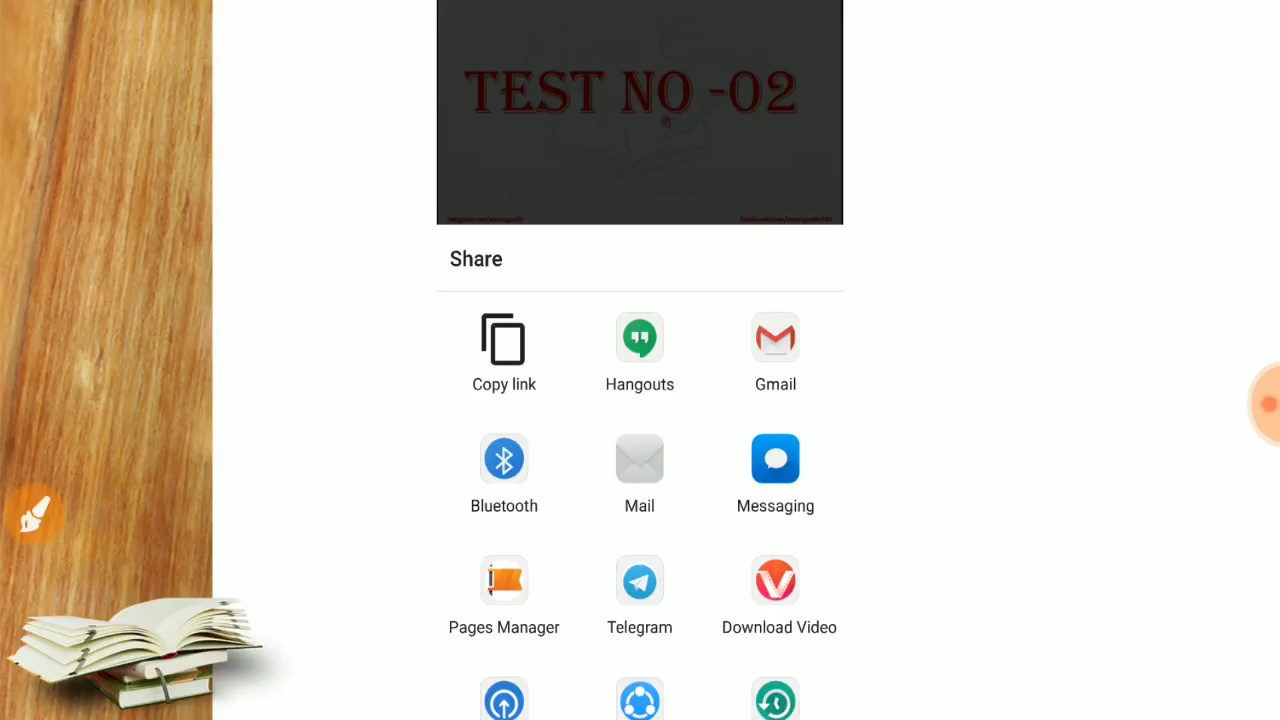 TEST NO -02
Share
Copy link
Hangouts
Gmail
Bluetooth
Mail
Messaging
Pages Manager
Telegram
Download Video